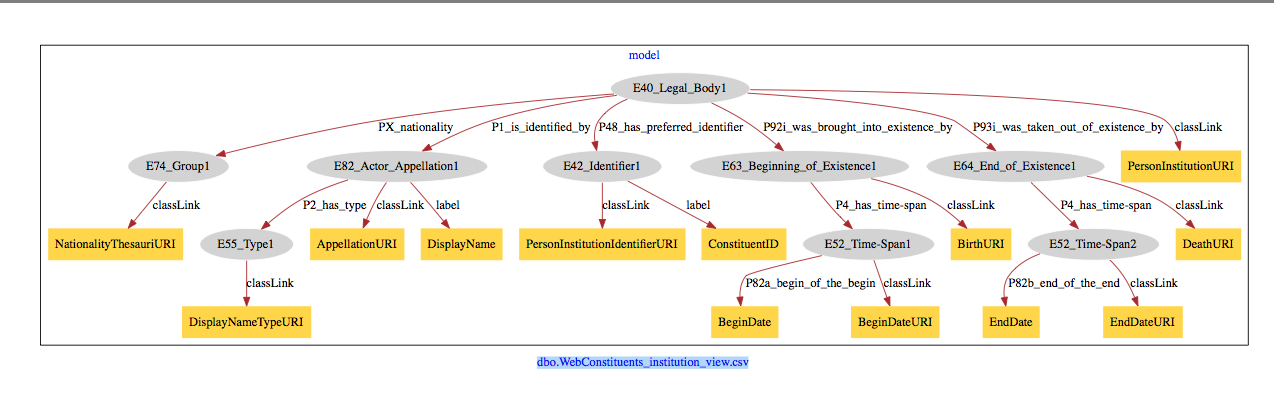 model
E40_Legal_Body1
PX_nationality
P1_is_identified_by
P48_has_preferred_identifier
P92i_was_brought_into_existence_by
P93i_was_taken_out_of_existence_by
classLink
E74_Group1
E82_Actor_Appellation1
E42_Identifier1
E63_Beginning_of_Existence1
E64_End_of_Existence1
PersonInstitutionURI
classLink
P2_has_type
classLink
label
classLink
label
P4_has_time-span
classLink
P4_has_time-span
classLink
NationalityThesauriURI
E55_Type1
AppellationURI
DisplayName
PersonInstitutionIdentifierURI
ConstituentID
E52_Time-Span1
BirthURI
E52_Time-Span2
DeathURI
classLink
P82a_begin_of_the_begin
classLink
P82b_end_of_the_end
classLink
DisplayNameTypeURI
BeginDate
BeginDateURI
EndDate
EndDateURI
dbo.WebConstituents_institution_view.csv